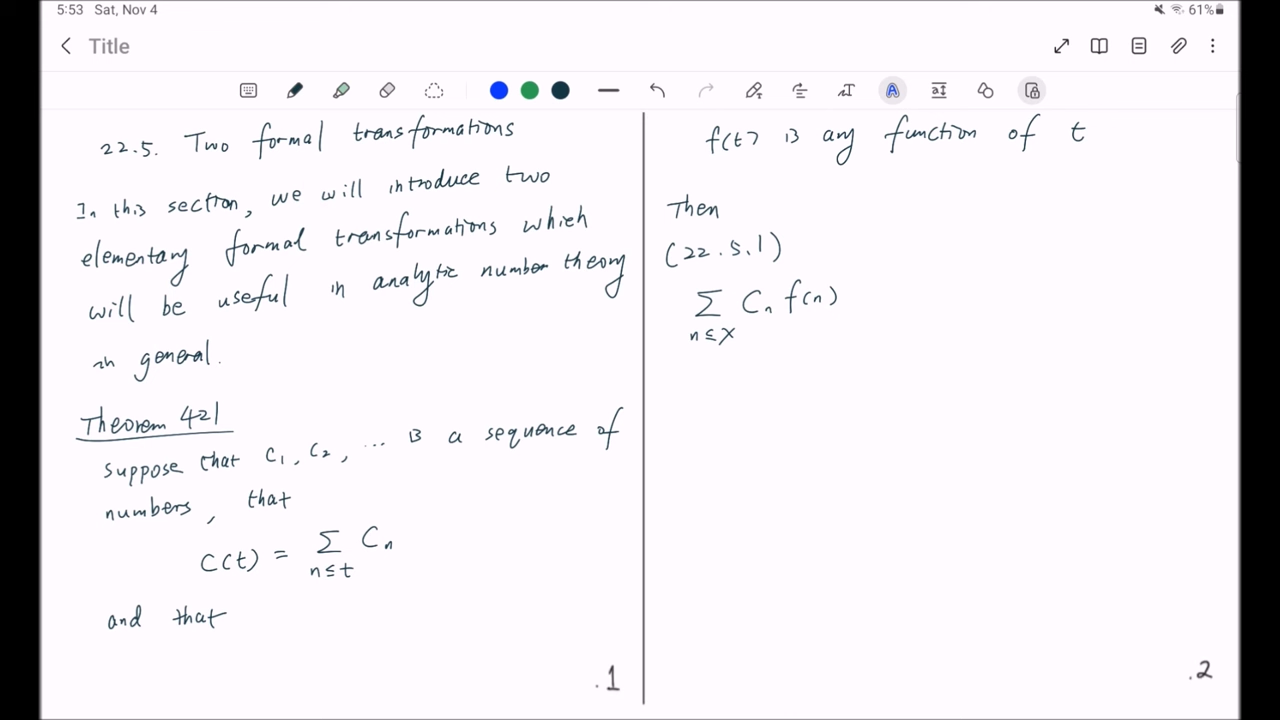 5:53 Sat, Nov 4
61%
Title
22.5. Two formal transformations
In this section, we will introduce two
elementary formal transformations which
will be useful in analytic number theory
in general.
Theorem 421
suppose that C₁, C₂, ... is a sequence of
numbers, that
C(t) = Σ Cₙ
n≤t
and that
.1
f(t) is any function of t
Then
(22.5.1)
Σ Cₙ f(n)
n≤X
.2